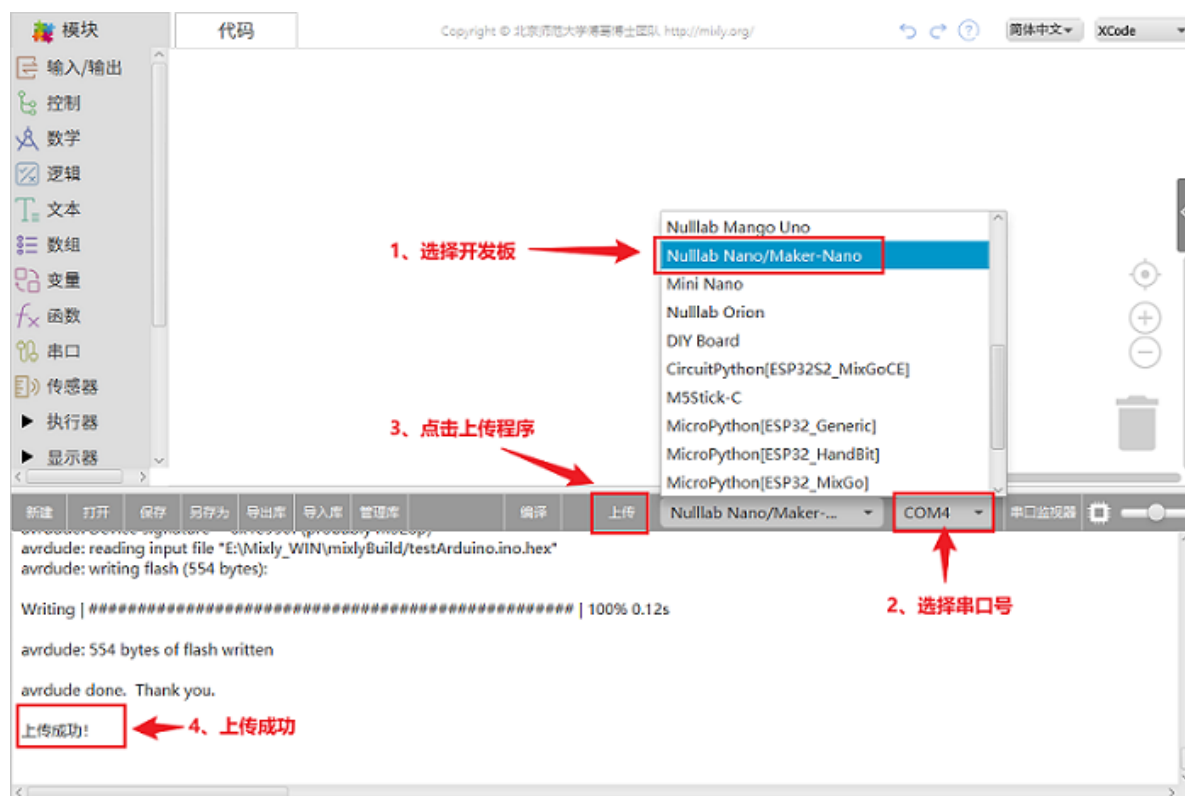 模块
代码
Copyright © 北京师范大学傅骞博士团队 http://mixly.org/
简体中文
XCode
输入/输出
控制
数学
逻辑
文本
数组
变量
函数
串口
传感器
执行器
显示器
1、选择开发板
Nulllab Mango Uno
Nulllab Nano/Maker-Nano
Mini Nano
Nulllab Orion
DIY Board
CircuitPython[ESP32S2_MixGoCE]
M5Stick-C
MicroPython[ESP32_Generic]
MicroPython[ESP32_HandBit]
MicroPython[ESP32_MixGo]
3、点击上传程序
新建 打开 保存 另存为 导出库 导入库 管理库 编译 上传 Nulllab Nano/Maker-... COM4 串口监视器
avrdude: reading input file "E:\Mixly_WIN\mixlyBuild/testArduino.ino.hex"
avrdude: writing flash (554 bytes):
Writing | ################################################## | 100% 0.12s
2、选择串口号
avrdude: 554 bytes of flash written
avrdude done.  Thank you.
上传成功!
4、上传成功